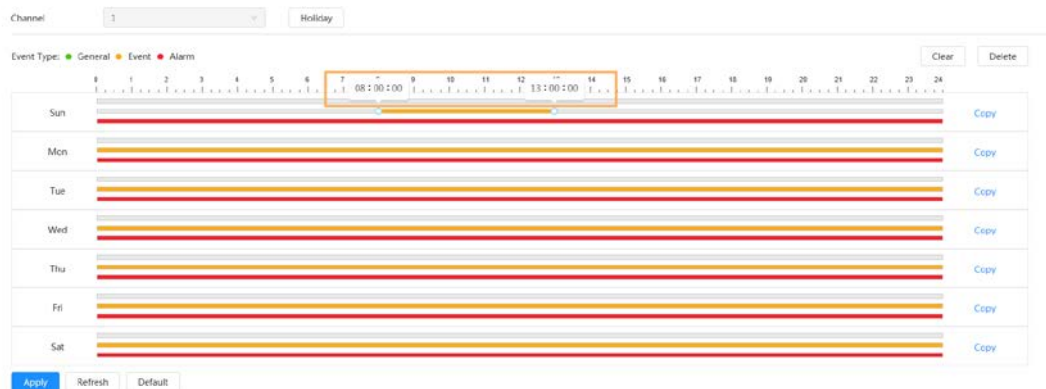 Channel 1 Holiday
Event Type: General Event Alarm Clear Delete
0 1 2 3 4 5 6 7 9 10 11 12 14 15 16 17 18 19 20 21 22 23 24
08:00:00 13:00:00
Sun Copy
Mon Copy
Tue Copy
Wed Copy
Thu Copy
Fri Copy
Sat Copy
Apply Refresh Default